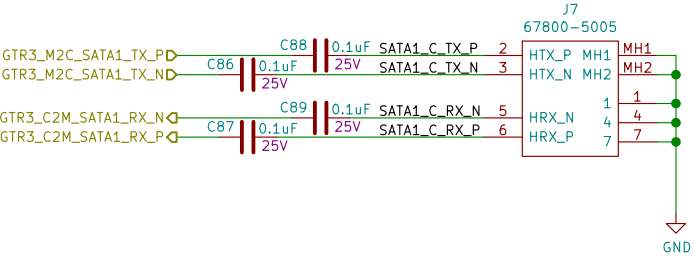 J7
67800-5005
GTR3_M2C_SATA1_TX_P C88 0.1uF 25V SATA1_C_TX_P 2 HTX_P MH1 MH1
GTR3_M2C_SATA1_TX_N C86 0.1uF 25V SATA1_C_TX_N 3 HTX_N MH2 MH2
1 1
GTR3_C2M_SATA1_RX_N C89 0.1uF 25V SATA1_C_RX_N 5 HRX_N 4 4
GTR3_C2M_SATA1_RX_P C87 0.1uF 25V SATA1_C_RX_P 6 HRX_P 7 7
GND